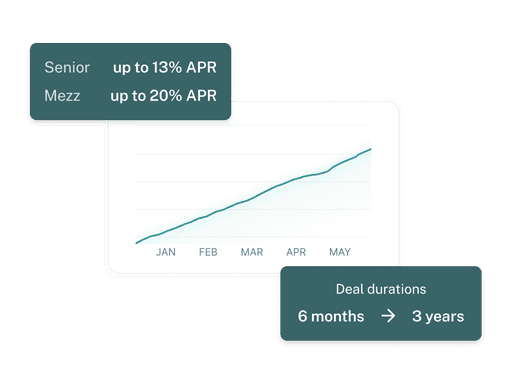 Senior up to 13% APR
Mezz up to 20% APR
JAN FEB MAR APR MAY
Deal durations
6 months → 3 years